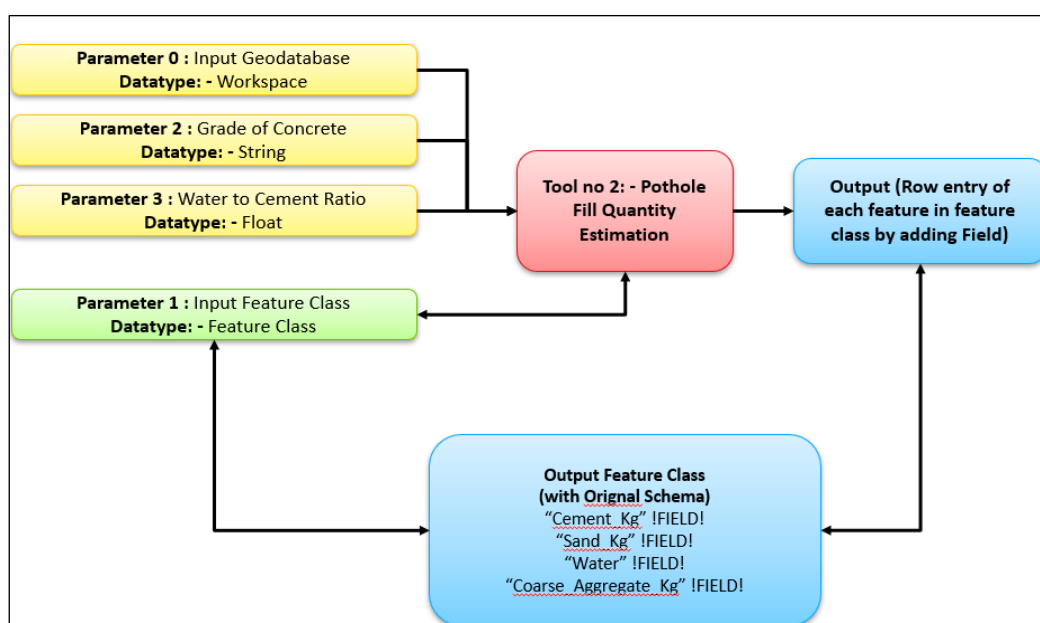 Parameter 0 : Input Geodatabase
Datatype: - Workspace
Parameter 2 : Grade of Concrete
Datatype: - String
Parameter 3 : Water to Cement Ratio
Datatype: - Float
Parameter 1 : Input Feature Class
Datatype: - Feature Class
Tool no 2: - Pothole
Fill Quantity
Estimation
Output (Row entry of
each feature in feature
class by adding Field)
Output Feature Class
(with Orignal Schema)
“Cement_Kg” !FIELD!
“Sand_Kg” !FIELD!
“Water” !FIELD!
“Coarse_Aggregate_Kg” !FIELD!